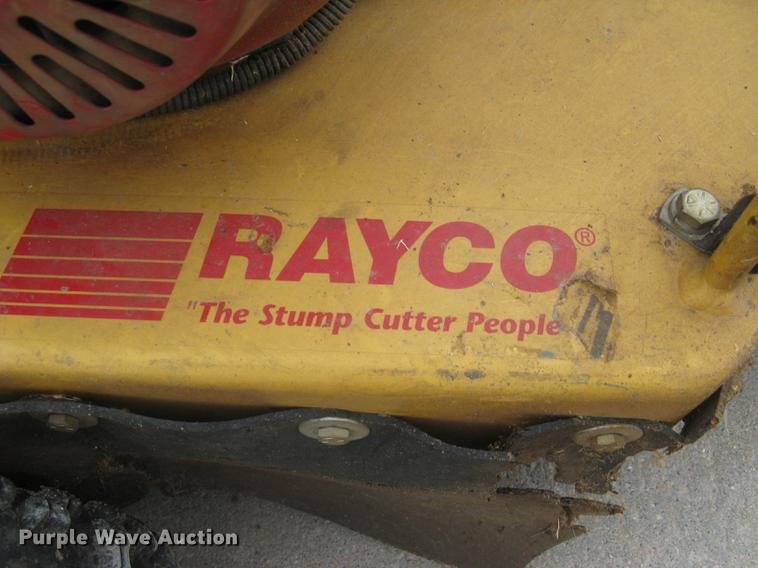 RAYCO®
"The Stump Cutter People
Purple Wave Auction